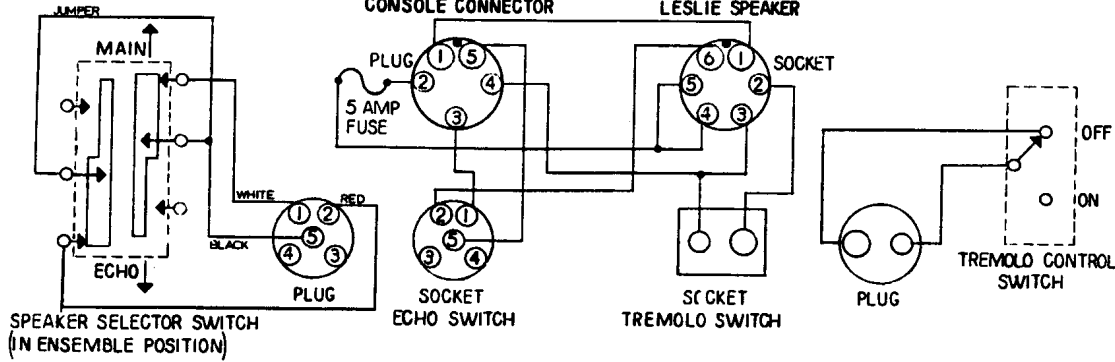 CONSOLE CONNECTOR
LESLIE SPEAKER
JUMPER
MAIN
PLUG
SOCKET
1
5
2
4
3
6
1
5
2
4
3
5 AMP
FUSE
OFF
ON
WHITE
RED
BLACK
1
2
5
4
3
2
1
5
3
4
ECHO
PLUG
SOCKET
ECHO SWITCH
SOCKET
TREMOLO SWITCH
PLUG
TREMOLO CONTROL
SWITCH
SPEAKER SELECTOR SWITCH
(IN ENSEMBLE POSITION)